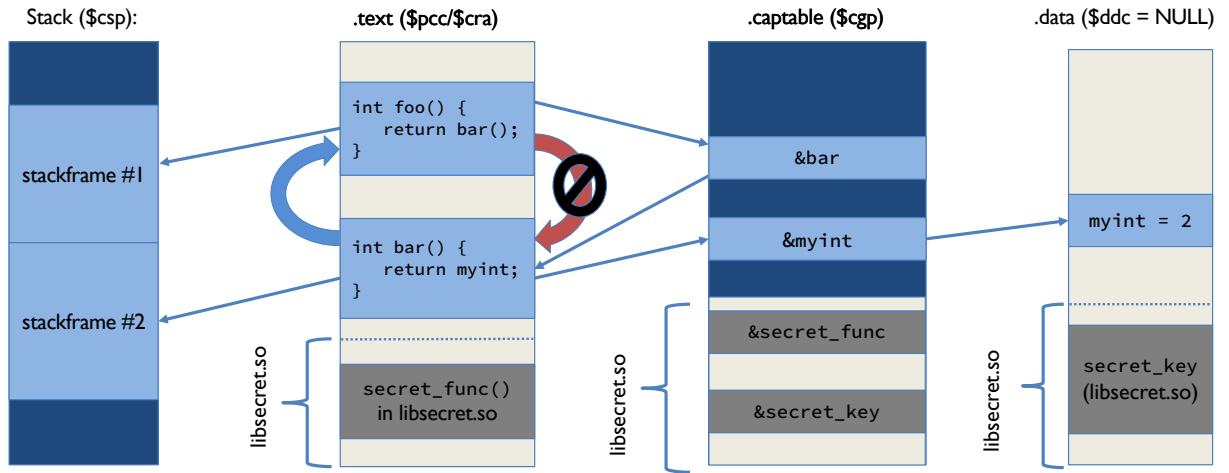 Stack ($csp):
.text ($pcc/$cra)
.captable ($cgp)
.data ($ddc = NULL)
stackframe #1
stackframe #2
int foo() {
return bar();
}
int bar() {
return myint;
}
secret_func()
in libsecret.so
libsecret.so
&bar
&myint
&secret_func
&secret_key
libsecret.so
myint = 2
secret_key
(libsecret.so)
libsecret.so